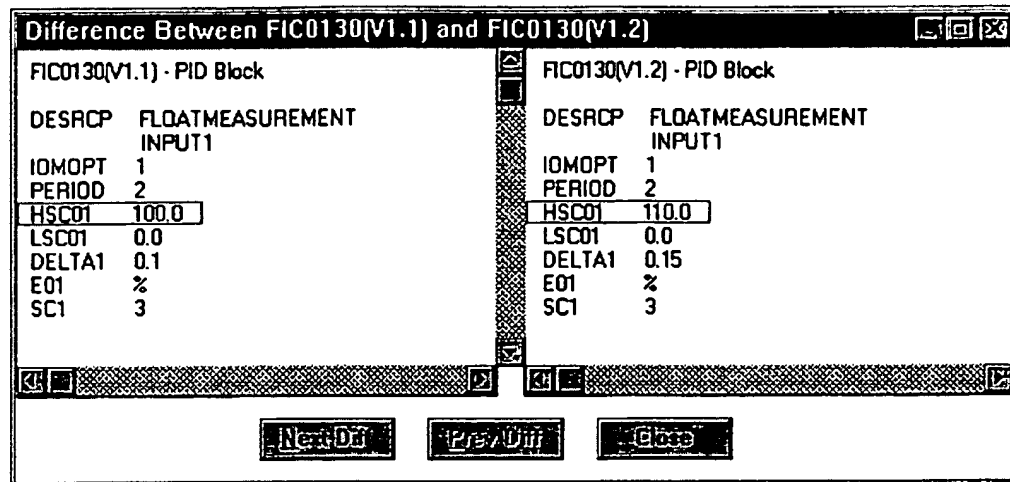 Difference Between FIC0130(V1.1) and FIC0130(V1.2)
FIC0130(V1.1) - PID Block
DESRCP FLOATMEASUREMENT
INPUT1
IOMOPT 1
PERIOD 2
HSC01 100.0
LSC01 0.0
DELTA1 0.1
E01 %
SC1 3
FIC0130(V1.2) - PID Block
DESRCP FLOATMEASUREMENT
INPUT1
IOMOPT 1
PERIOD 2
HSC01 110.0
LSC01 0.0
DELTA1 0.15
E01 %
SC1 3
Next Diff
Prev Diff
Close